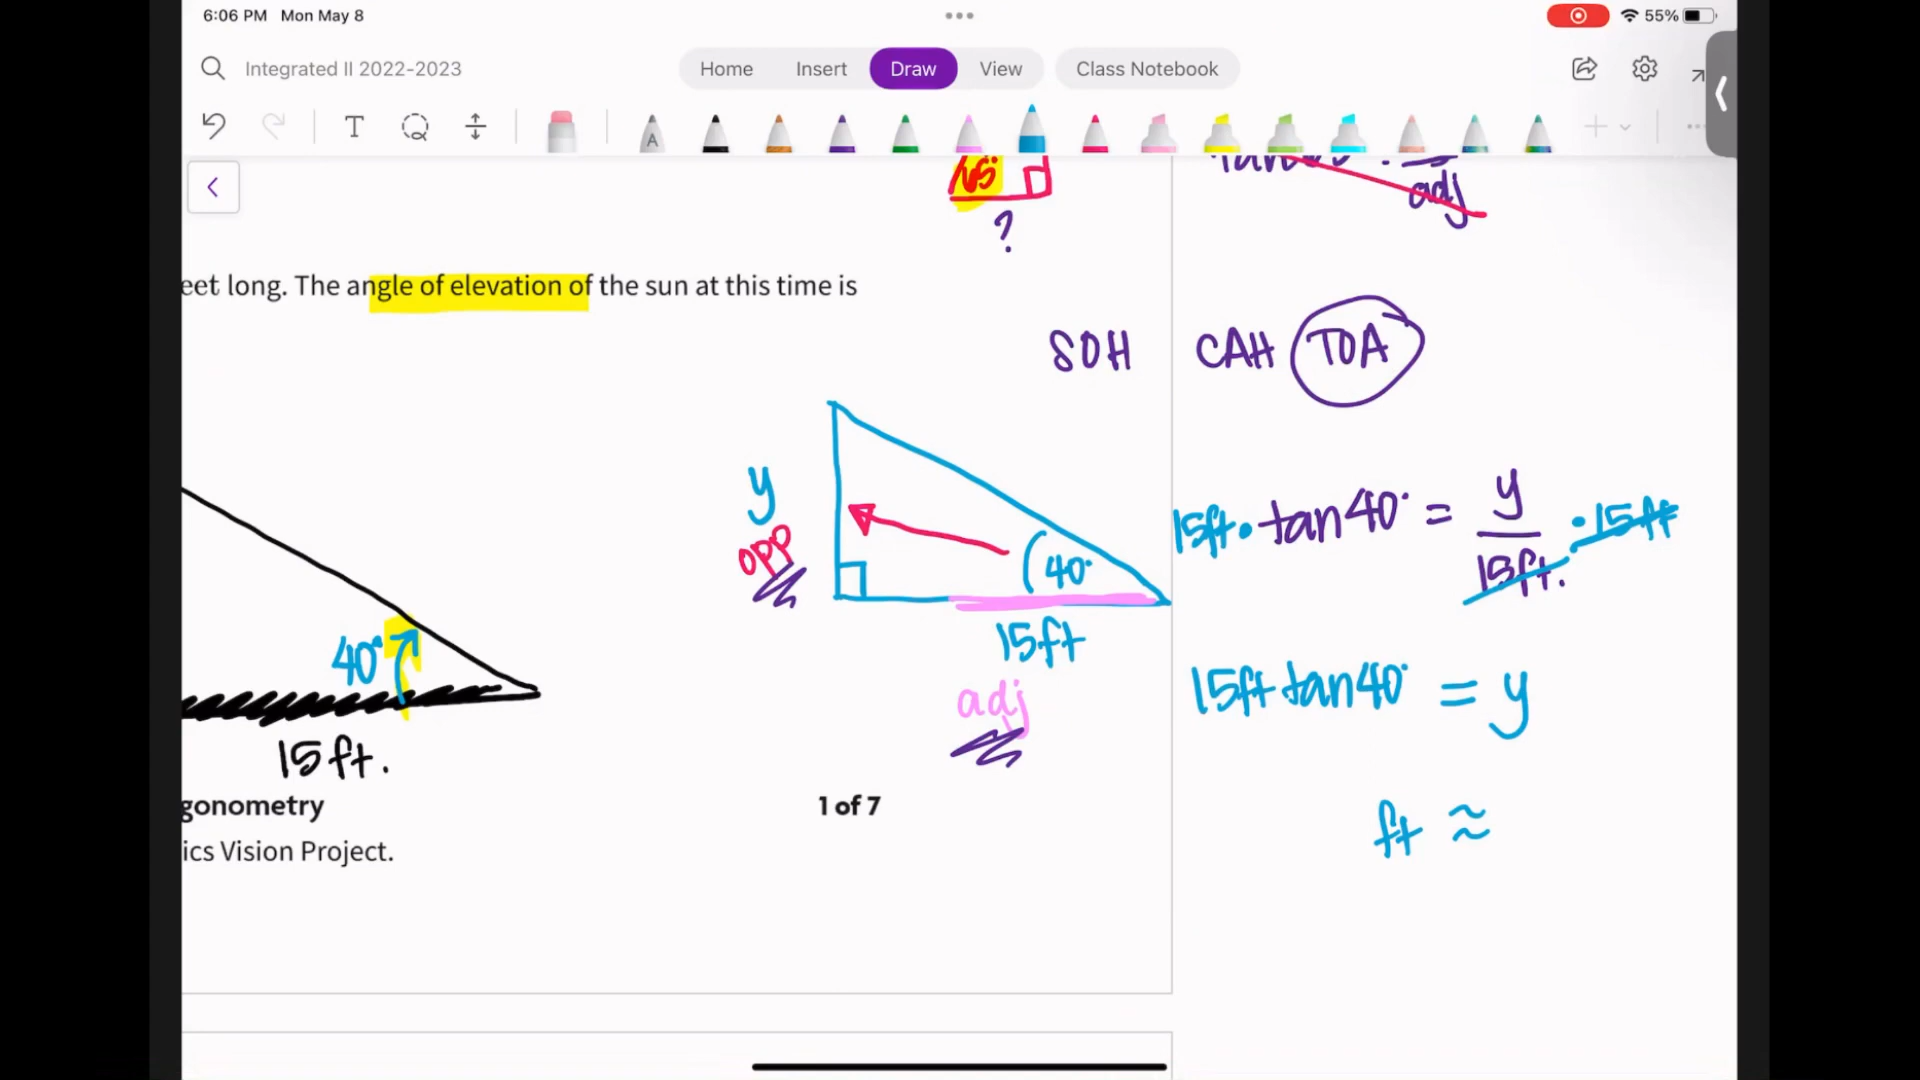 6:06 PM Mon May 8
55%
Integrated II 2022-2023
Home Insert Draw View Class Notebook
T
A
65°
?
adj
eet long. The angle of elevation of the sun at this time is
SOH CAH TOA
y
opp
40°
15ft
adj
15ft· tan40° = y/15ft. ·15ft
40°
15ft.
15ft tan40° = y
gonometry
1 of 7
ics Vision Project.
ft ≈